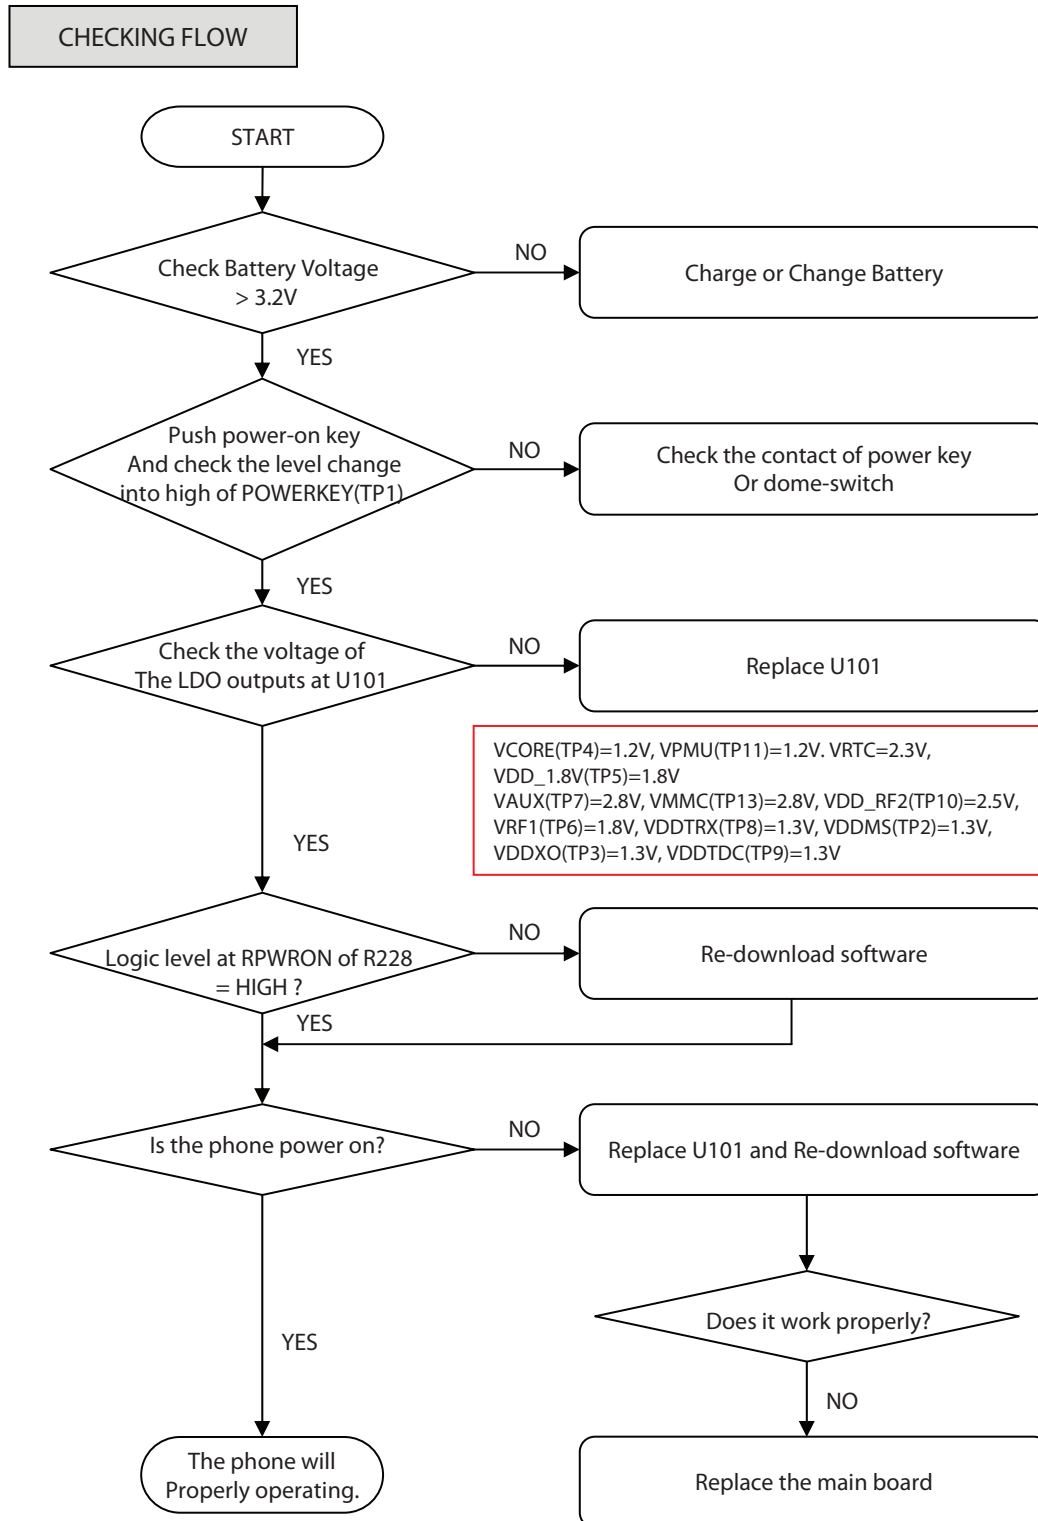 CHECKING FLOW
START
Check Battery Voltage
> 3.2V
NO
Charge or Change Battery
YES
Push power-on key
And check the level change
into high of POWERKEY(TP1)
NO
Check the contact of power key
Or dome-switch
YES
Check the voltage of
The LDO outputs at U101
NO
Replace U101
VCORE(TP4)=1.2V, VPMU(TP11)=1.2V. VRTC=2.3V,
VDD_1.8V(TP5)=1.8V
VAUX(TP7)=2.8V, VMMC(TP13)=2.8V, VDD_RF2(TP10)=2.5V,
VRF1(TP6)=1.8V, VDDTRX(TP8)=1.3V, VDDMS(TP2)=1.3V,
VDDXO(TP3)=1.3V, VDDTDC(TP9)=1.3V
YES
Logic level at RPWRON of R228
= HIGH ?
NO
Re-download software
YES
Is the phone power on?
NO
Replace U101 and Re-download software
Does it work properly?
YES
NO
The phone will
Properly operating.
Replace the main board